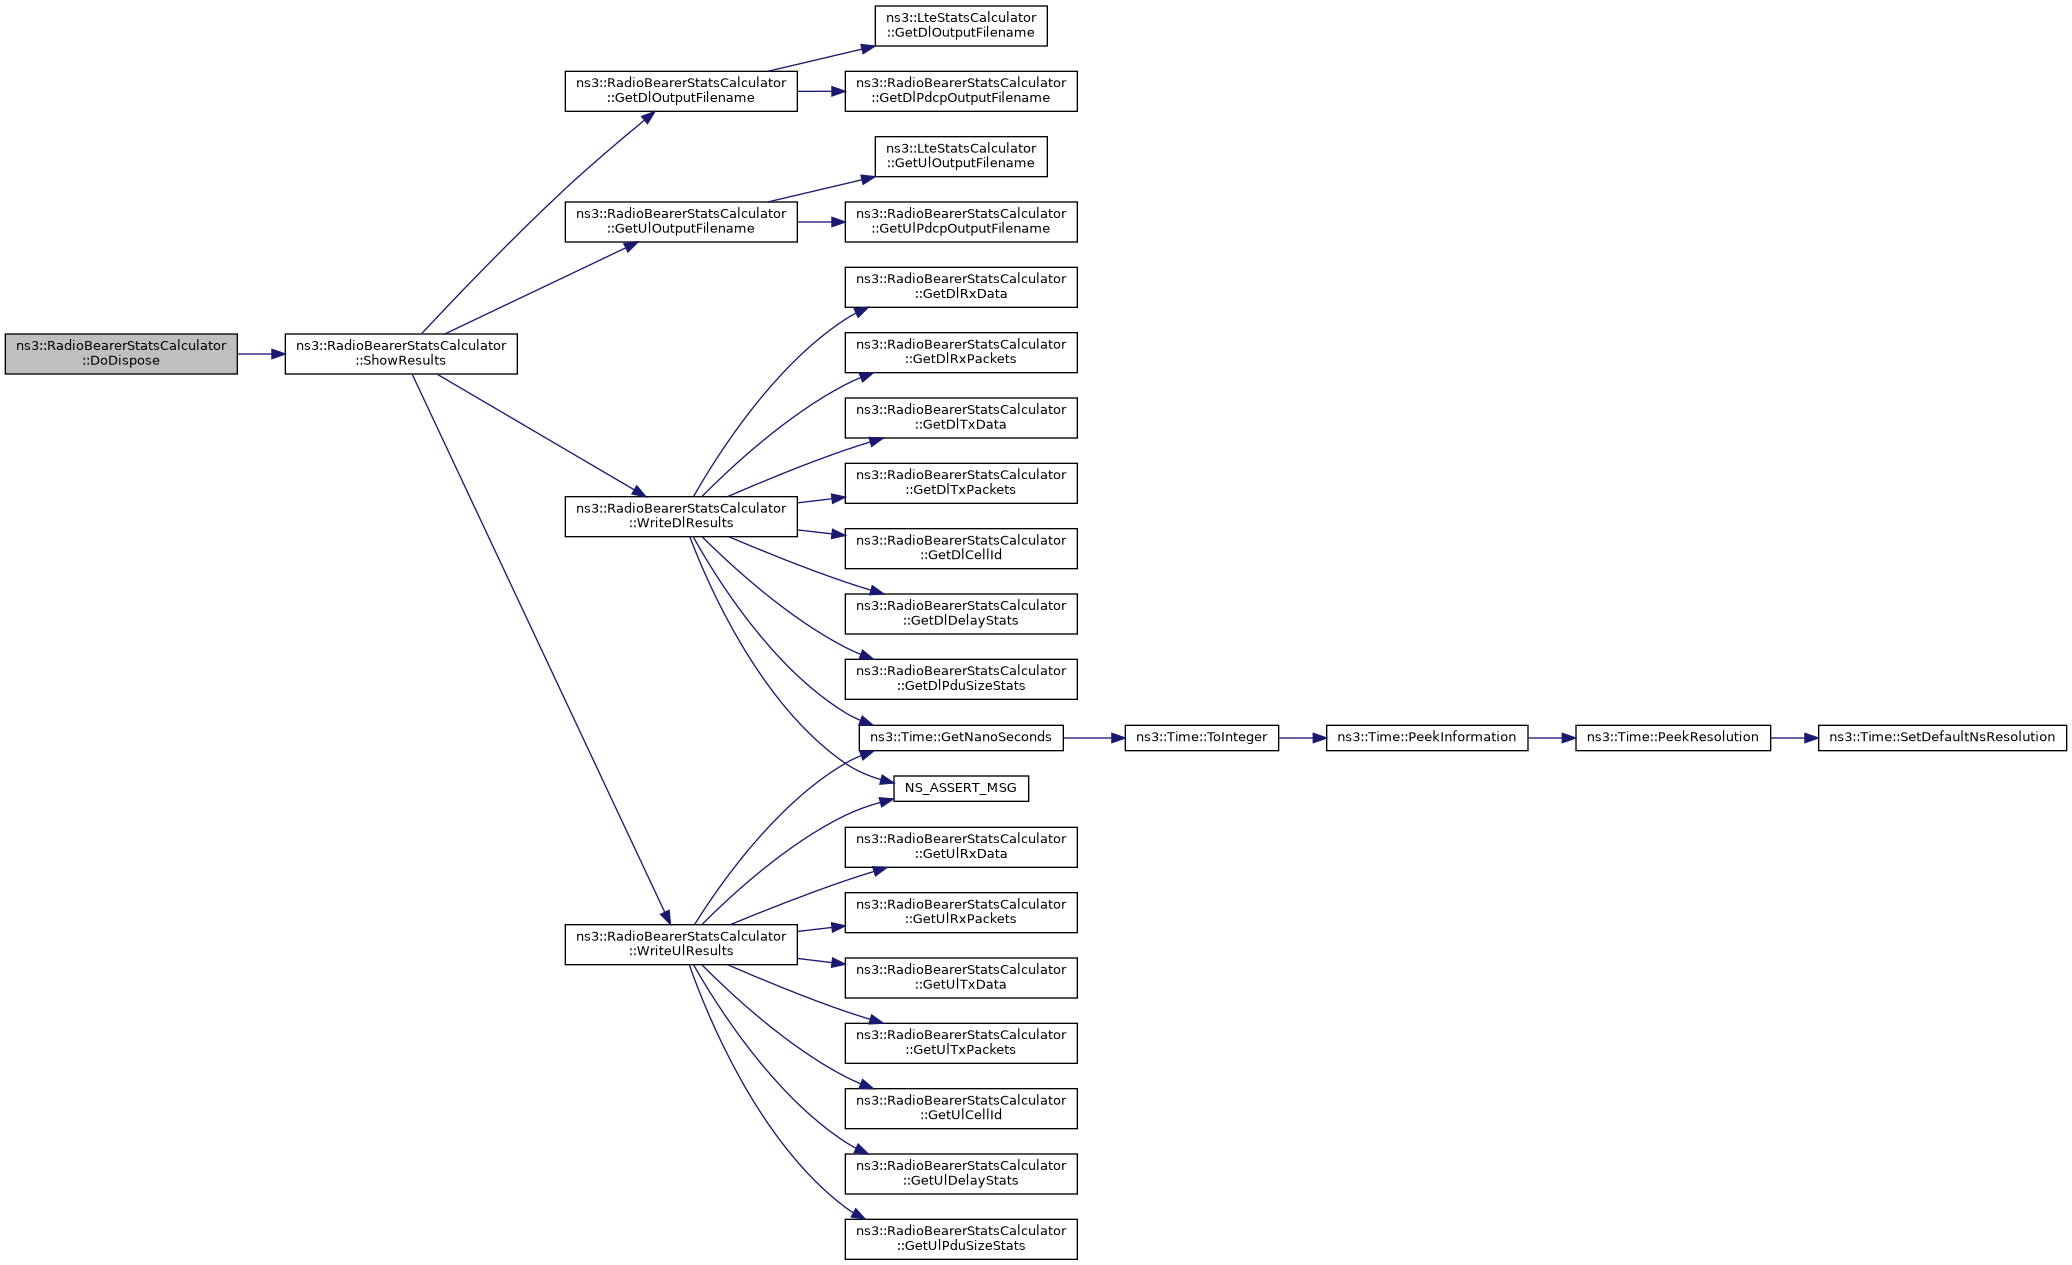 ns3::RadioBearerStatsCalculator
::DoDispose
ns3::RadioBearerStatsCalculator
::ShowResults
ns3::RadioBearerStatsCalculator
::GetDlOutputFilename
ns3::LteStatsCalculator
::GetDlOutputFilename
ns3::RadioBearerStatsCalculator
::GetDlPdcpOutputFilename
ns3::RadioBearerStatsCalculator
::GetUlOutputFilename
ns3::LteStatsCalculator
::GetUlOutputFilename
ns3::RadioBearerStatsCalculator
::GetUlPdcpOutputFilename
ns3::RadioBearerStatsCalculator
::WriteDlResults
ns3::RadioBearerStatsCalculator
::GetDlRxData
ns3::RadioBearerStatsCalculator
::GetDlRxPackets
ns3::RadioBearerStatsCalculator
::GetDlTxData
ns3::RadioBearerStatsCalculator
::GetDlTxPackets
ns3::RadioBearerStatsCalculator
::GetDlCellId
ns3::RadioBearerStatsCalculator
::GetDlDelayStats
ns3::RadioBearerStatsCalculator
::GetDlPduSizeStats
ns3::Time::GetNanoSeconds
ns3::Time::ToInteger
ns3::Time::PeekInformation
ns3::Time::PeekResolution
ns3::Time::SetDefaultNsResolution
NS_ASSERT_MSG
ns3::RadioBearerStatsCalculator
::WriteUlResults
ns3::RadioBearerStatsCalculator
::GetUlRxData
ns3::RadioBearerStatsCalculator
::GetUlRxPackets
ns3::RadioBearerStatsCalculator
::GetUlTxData
ns3::RadioBearerStatsCalculator
::GetUlTxPackets
ns3::RadioBearerStatsCalculator
::GetUlCellId
ns3::RadioBearerStatsCalculator
::GetUlDelayStats
ns3::RadioBearerStatsCalculator
::GetUlPduSizeStats